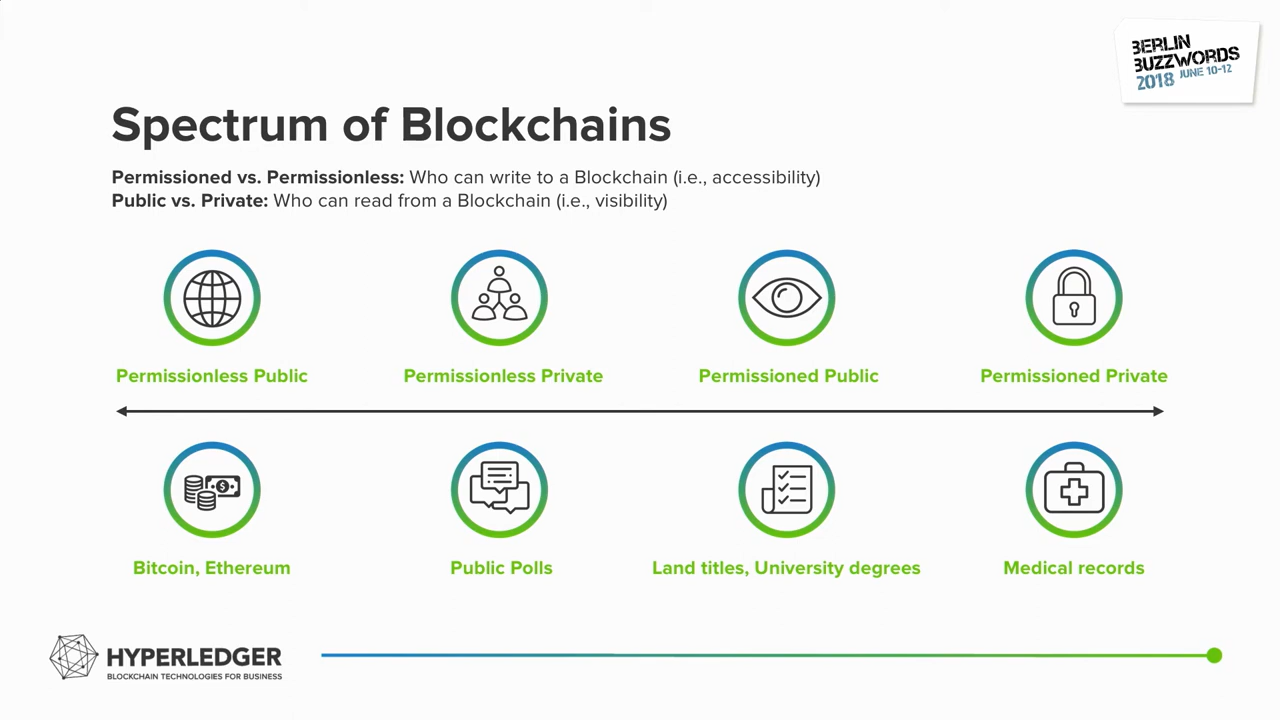 BERLIN
BUZZWORDS
2018 JUNE 10-12
Spectrum of Blockchains
Permissioned vs. Permissionless: Who can write to a Blockchain (i.e., accessibility)
Public vs. Private: Who can read from a Blockchain (i.e., visibility)
Permissionless Public
Permissionless Private
Permissioned Public
Permissioned Private
$
Bitcoin, Ethereum
Public Polls
Land titles, University degrees
Medical records
HYPERLEDGER
BLOCKCHAIN TECHNOLOGIES FOR BUSINESS